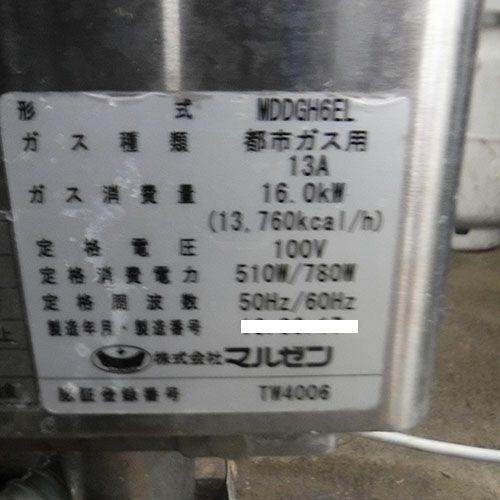 形式 MDDGH6EL
ガス種類 都市ガス用
13A
ガス消費量 16.0kW
(13,760kcal/h)
定格電圧 100V
定格消費電力 510W/780W
定格周波数 50Hz/60Hz
製造年月・製造番号
株式会社マルゼン
認証登録番号 TW4006